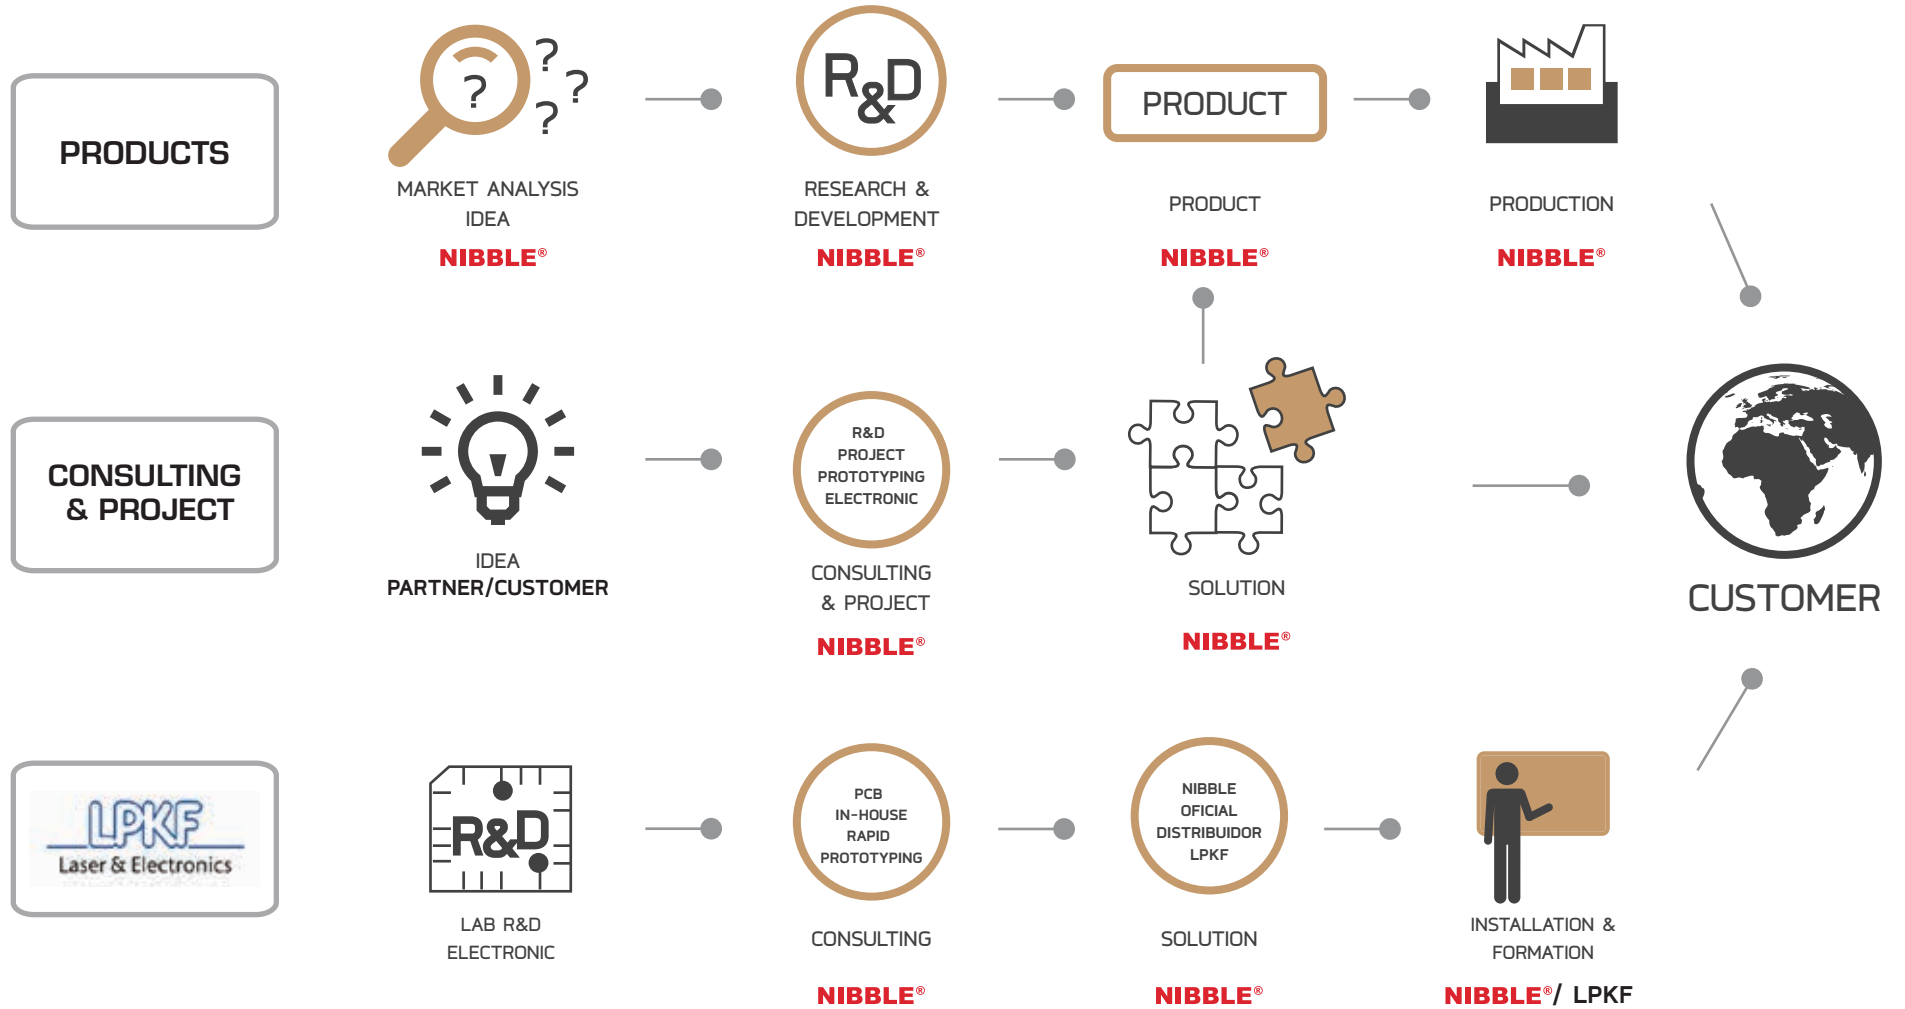 PRODUCTS
?
?
?
?
MARKET ANALYSIS
IDEA
NIBBLE®
R&D
RESEARCH &
DEVELOPMENT
NIBBLE®
PRODUCT
PRODUCT
NIBBLE®
PRODUCTION
NIBBLE®
CONSULTING
& PROJECT
IDEA
PARTNER/CUSTOMER
R&D
PROJECT
PROTOTYPING
ELECTRONIC
CONSULTING
& PROJECT
NIBBLE®
SOLUTION
NIBBLE®
CUSTOMER
LPKF
Laser & Electronics
R&D
LAB R&D
ELECTRONIC
PCB
IN-HOUSE
RAPID
PROTOTYPING
CONSULTING
NIBBLE®
NIBBLE
OFICIAL
DISTRIBUIDOR
LPKF
SOLUTION
NIBBLE®
INSTALLATION &
FORMATION
NIBBLE®/ LPKF